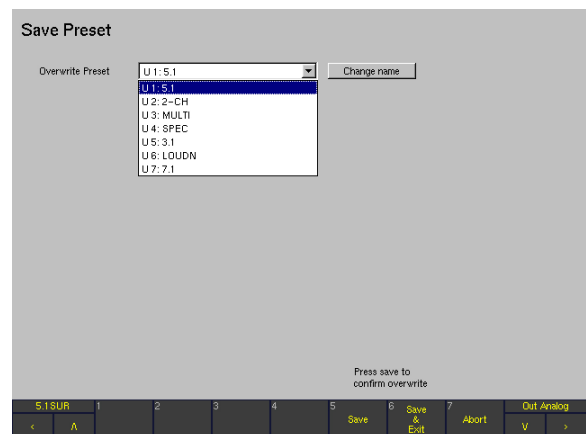 Save Preset
Overwrite Preset
U 1: 5.1
Change name
U 1: 5.1
U 2: 2-CH
U 3: MULTI
U 4: SPEC
U 5: 3.1
U 6: LOUDN
U 7: 7.1
Press save to
confirm overwrite
5.1SUR
<
Λ
1
2
3
4
5
Save
6
Save
&
Exit
7
Abort
Out Analog
V
>